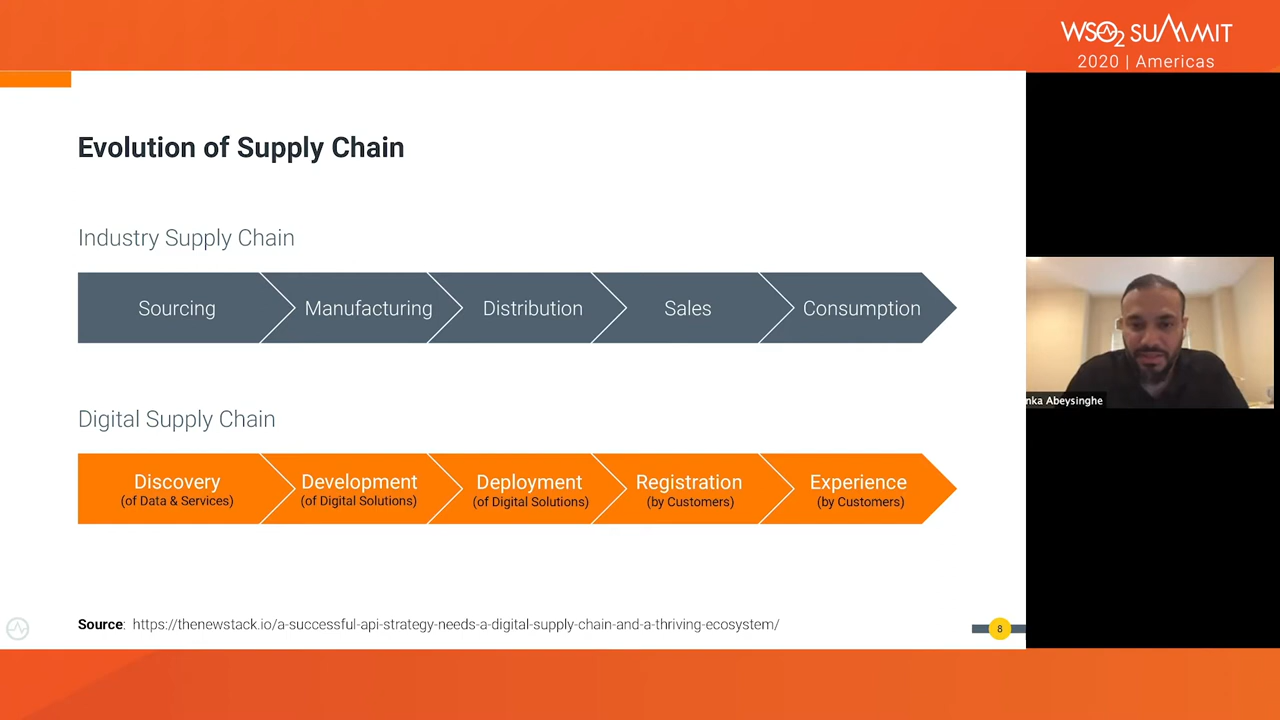 WSO2 SUMMIT
2020 | Americas
Evolution of Supply Chain
Industry Supply Chain
Sourcing
Manufacturing
Distribution
Sales
Consumption
Digital Supply Chain
Discovery
(of Data & Services)
Development
(of Digital Solutions)
Deployment
(of Digital Solutions)
Registration
(by Customers)
Experience
(by Customers)
nka Abeysinghe
Source: https://thenewstack.io/a-successful-api-strategy-needs-a-digital-supply-chain-and-a-thriving-ecosystem/
8